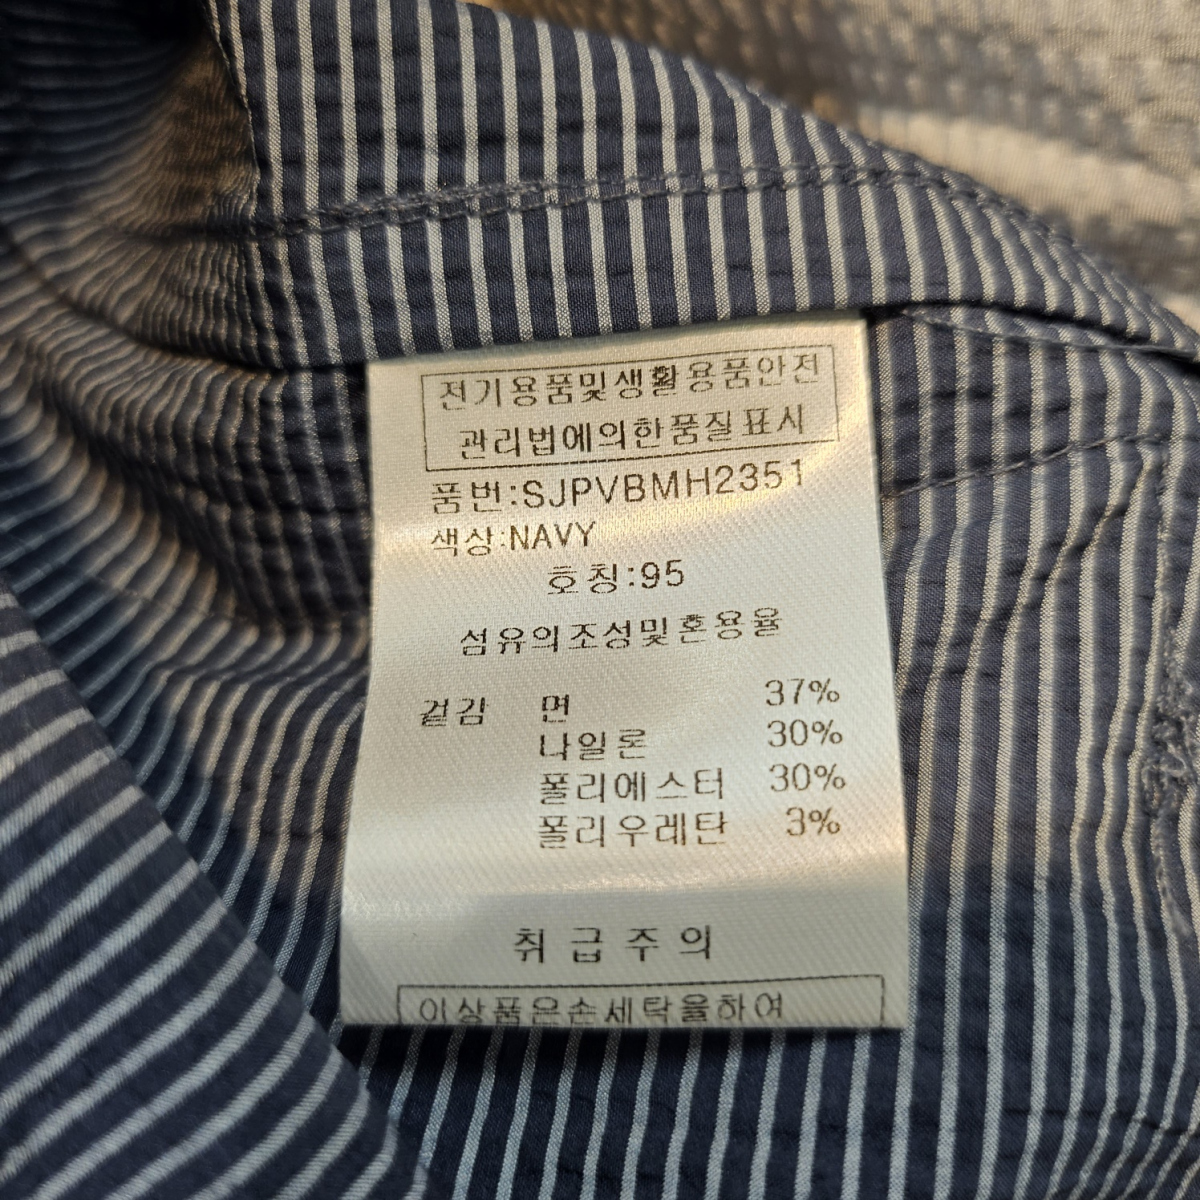 전기용품및생활용품안전
관리법에의한품질표시
품번:SJPVBMH2351
색상:NAVY
호칭:95
섬유의조성및혼용율
겉감 면 37%
나일론 30%
폴리에스터 30%
폴리우레탄 3%
취급주의
이상품은손세탁을하여